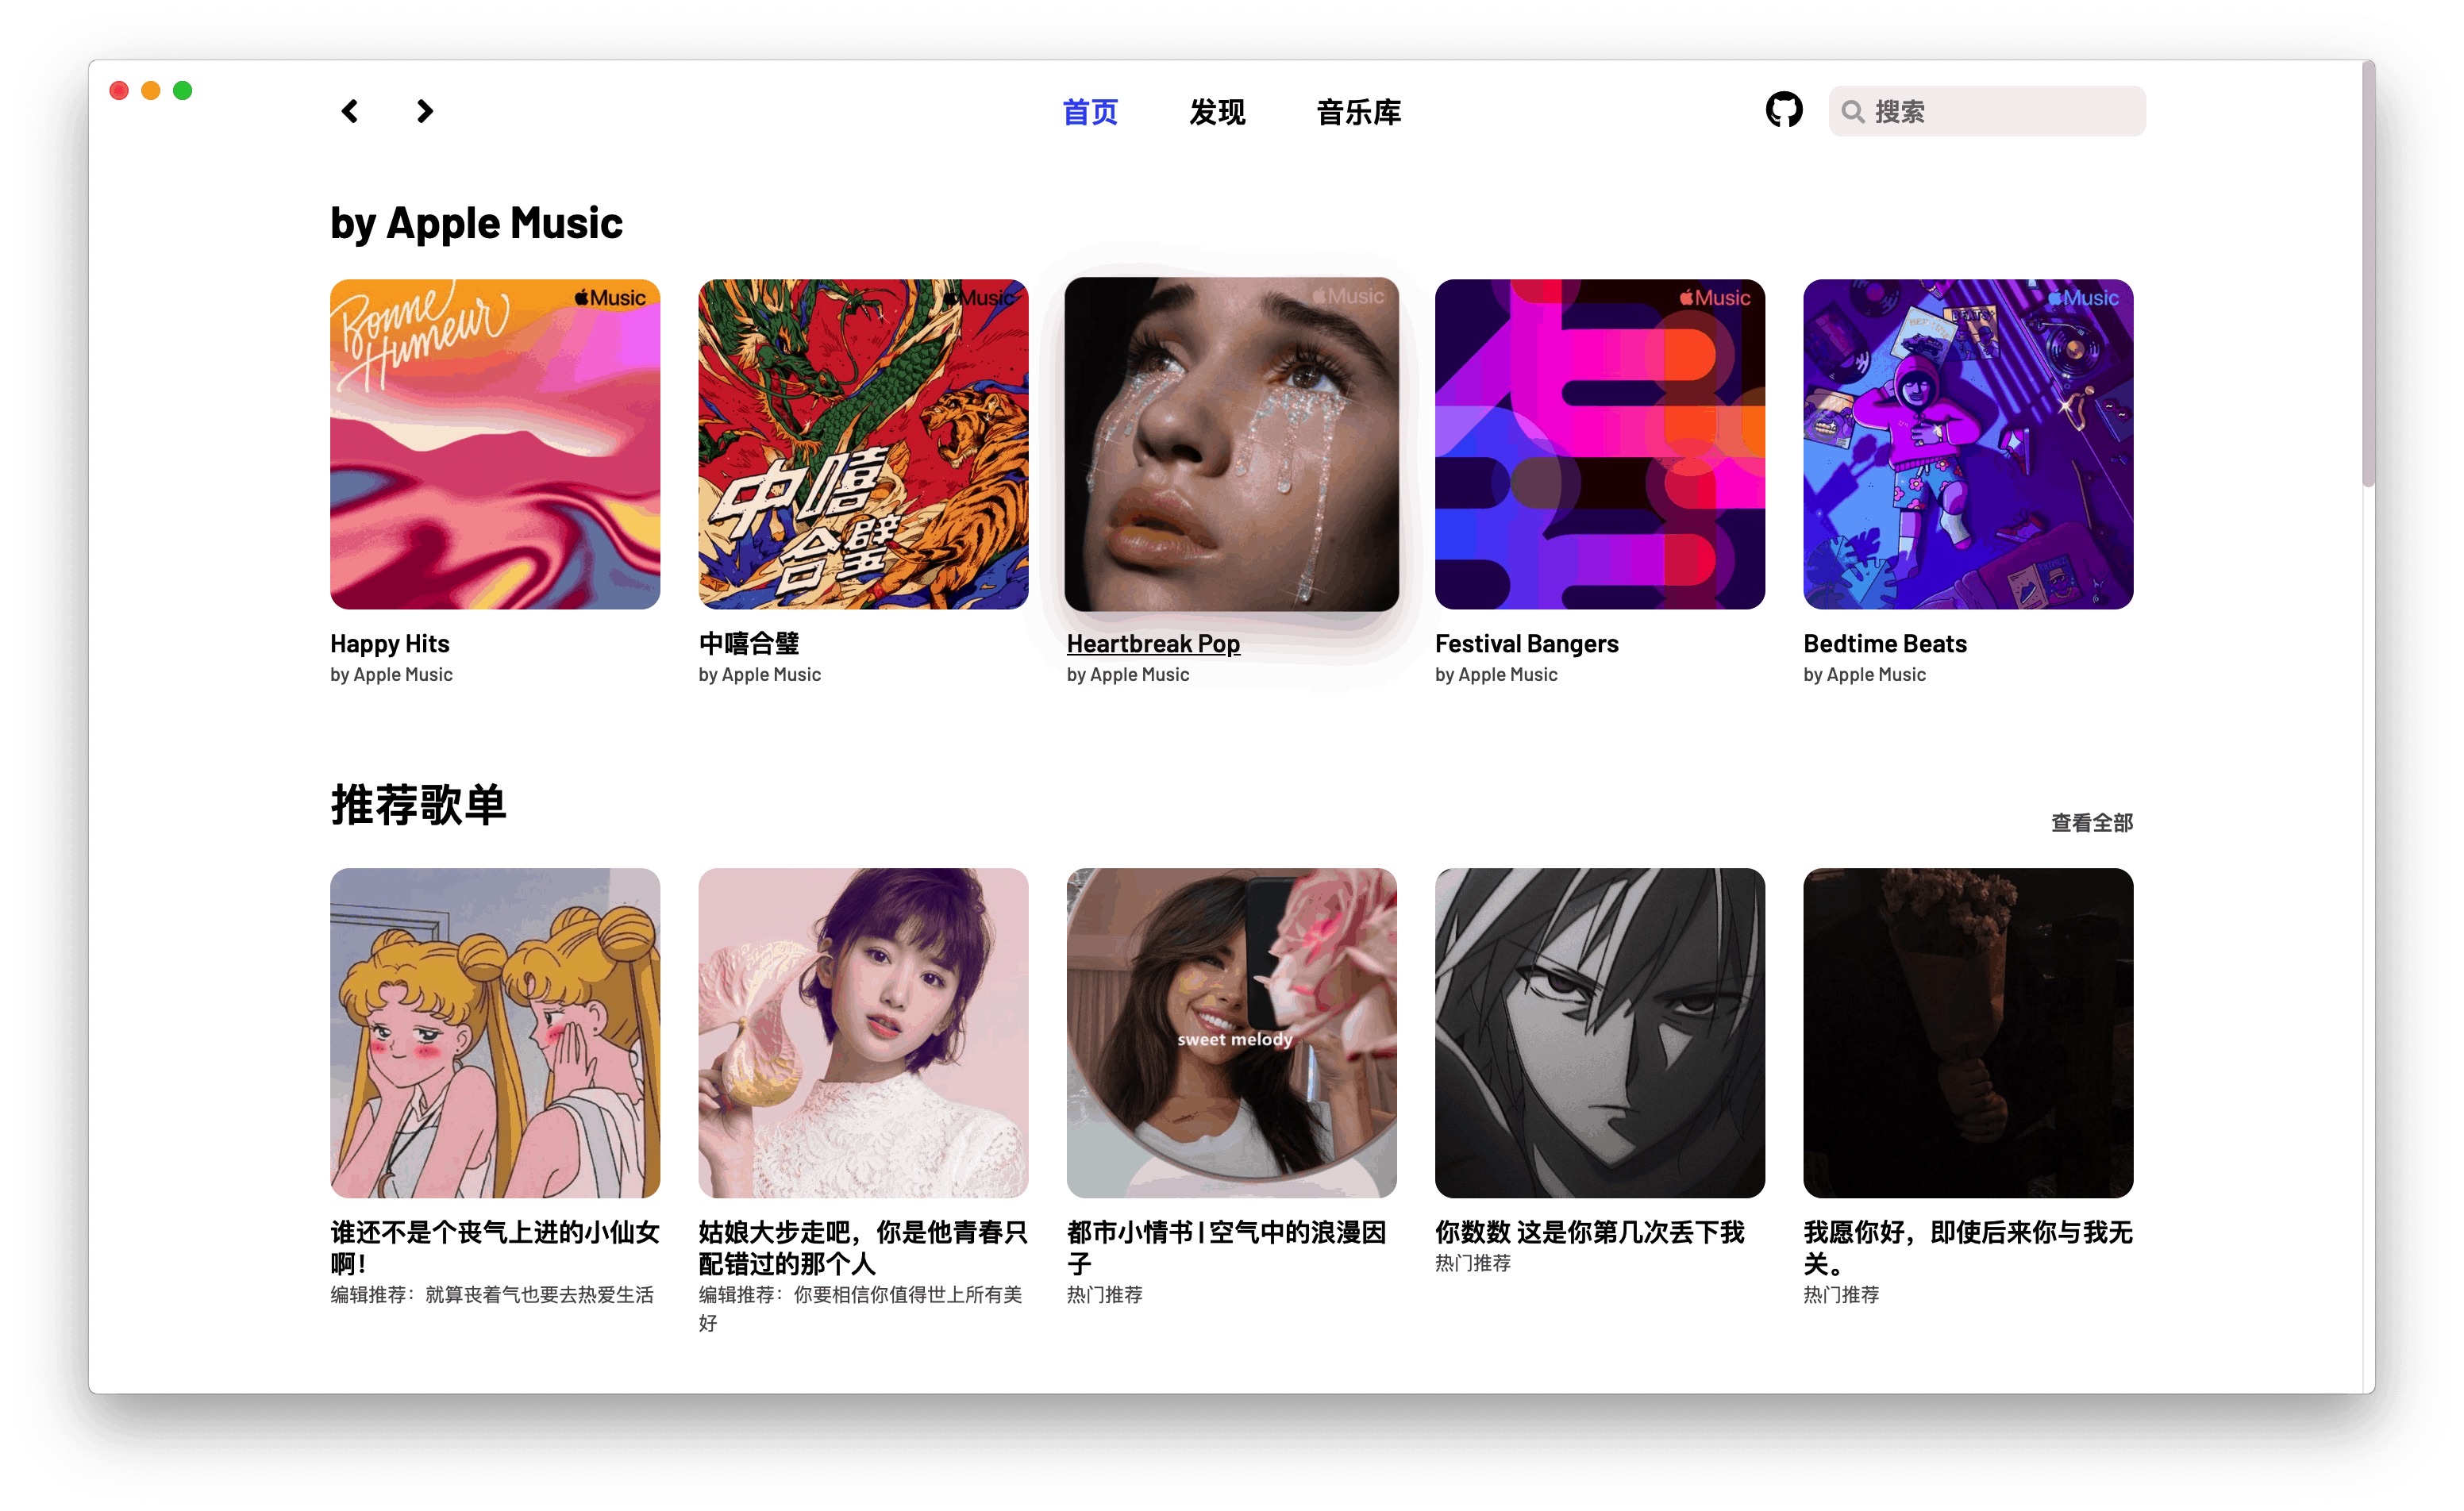 首页 发现 音乐库 搜索
by Apple Music
Bonne Humeur
Music
Music
中嘻
合璧
Music
Music
Music
Happy Hits
by Apple Music
中嘻合璧
by Apple Music
Heartbreak Pop
by Apple Music
Festival Bangers
by Apple Music
Bedtime Beats
by Apple Music
推荐歌单
查看全部
sweet melody
谁还不是个丧气上进的小仙女
啊！
编辑推荐：就算丧着气也要去热爱生活
姑娘大步走吧，你是他青春只
配错过的那个人
编辑推荐：你要相信你值得世上所有美
好
都市小情书 | 空气中的浪漫因
子
热门推荐
你数数 这是你第几次丢下我
热门推荐
我愿你好，即使后来你与我无
关。
热门推荐